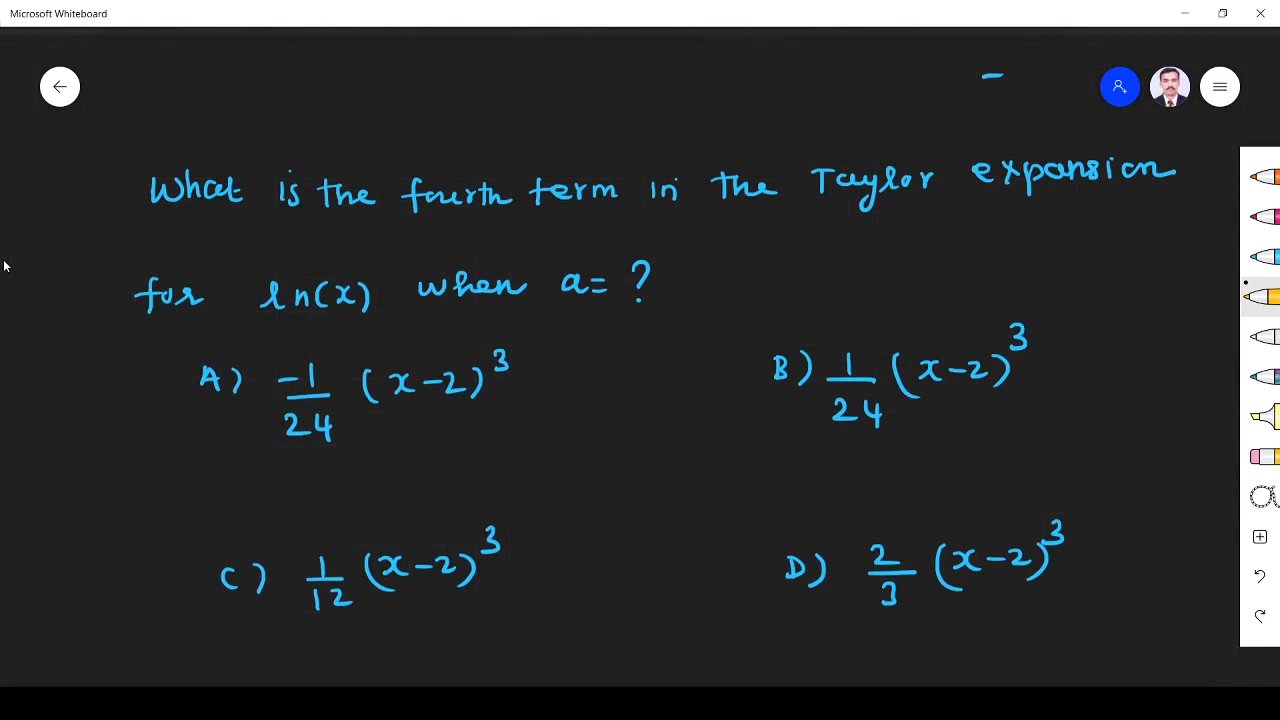 Microsoft Whiteboard
What is the fourth term in the Taylor expansion
for ln(x) when a= ?
A) -1/24 (x-2)^3
B) 1/24 (x-2)^3
C) 1/12 (x-2)^3
D) 2/3 (x-2)^3